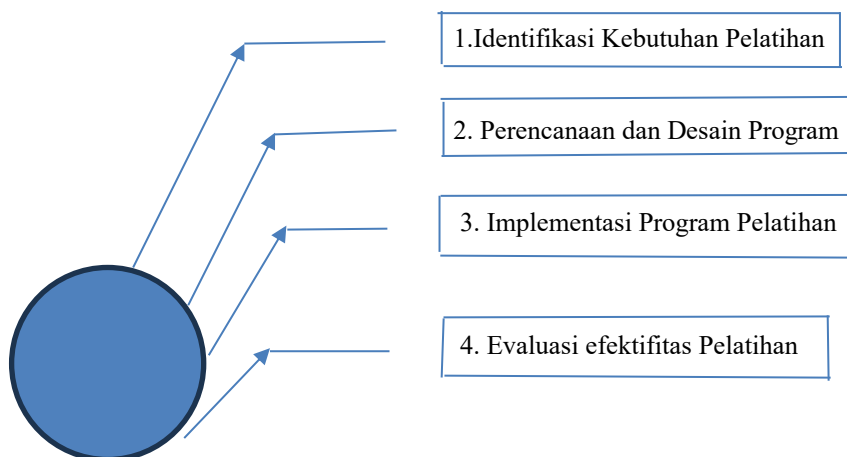 1.Identifikasi Kebutuhan Pelatihan
2. Perencanaan dan Desain Program
3. Implementasi Program Pelatihan
4. Evaluasi efektifitas Pelatihan